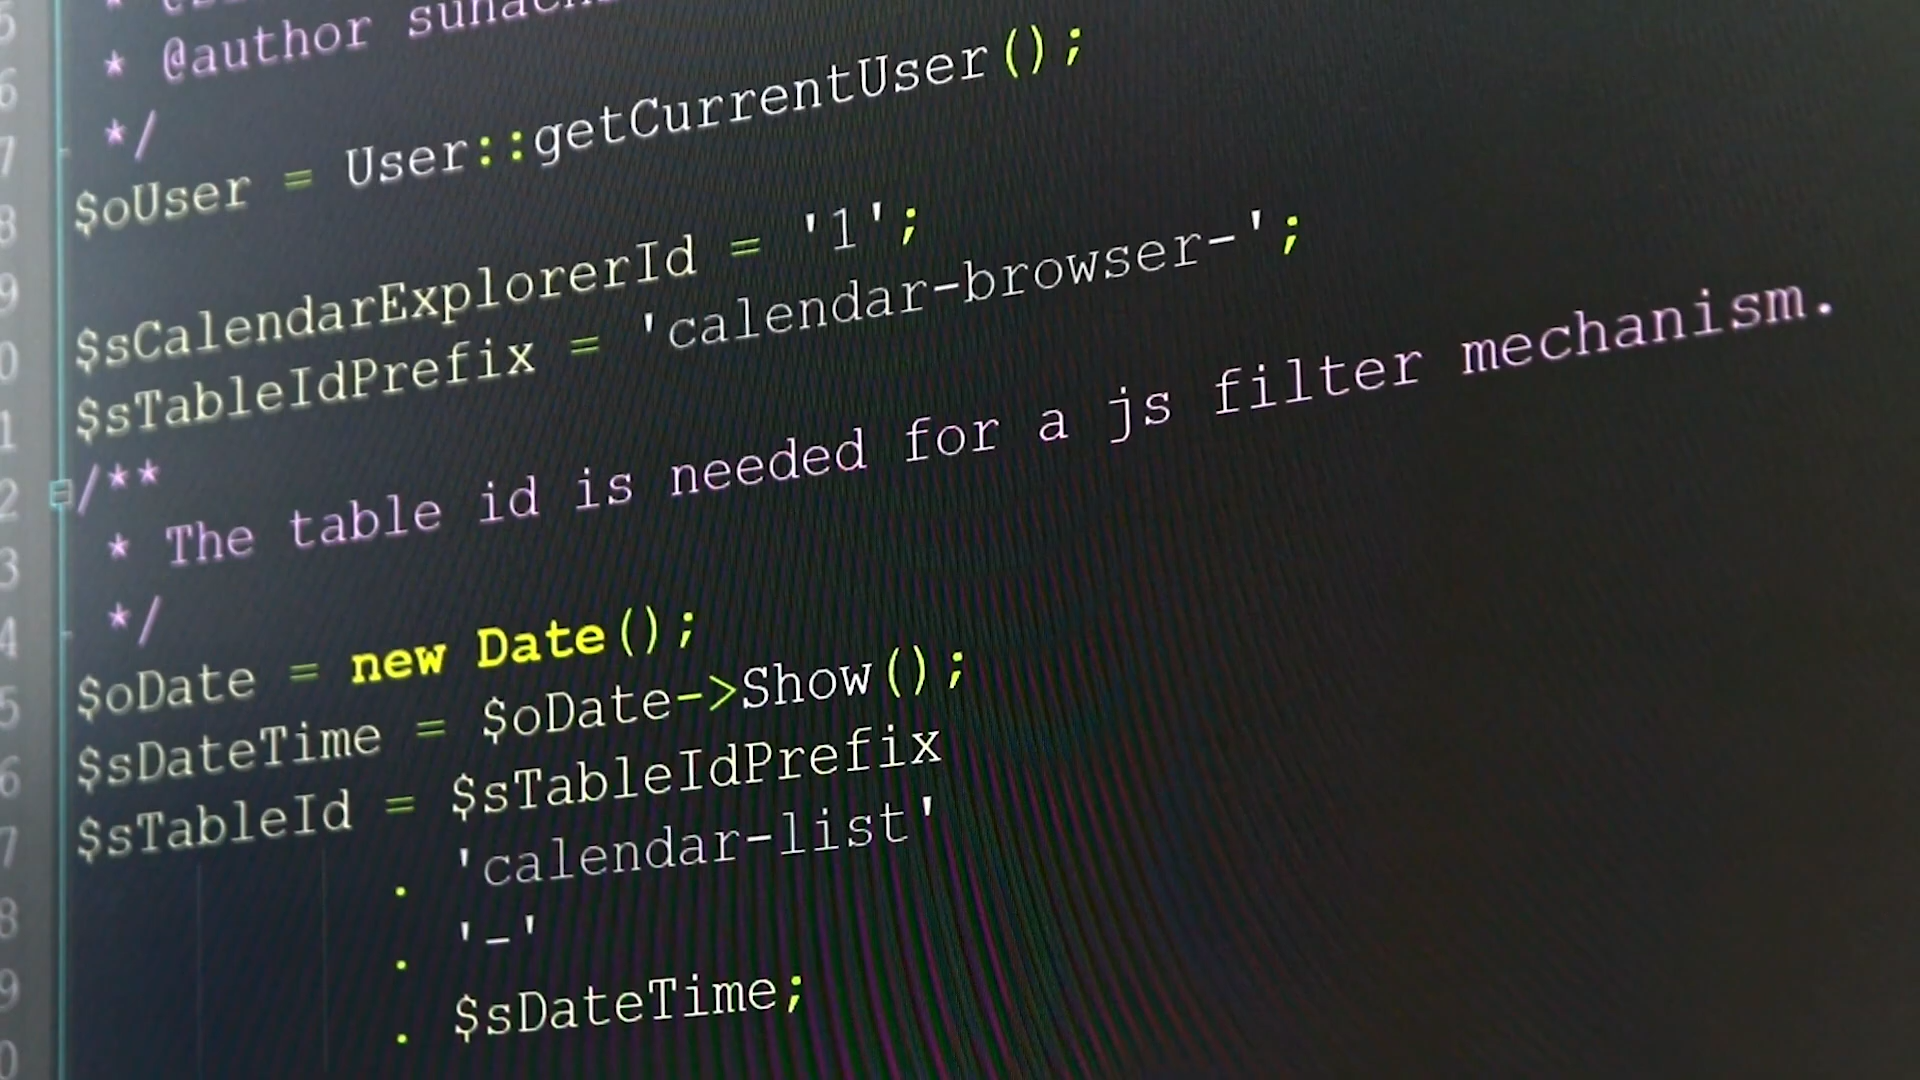 * @author
*/
$oUser = User::getCurrentUser();
$sCalendarExplorerId = '1';
$sTableIdPrefix = 'calendar-browser-';
/**
* The table id is needed for a js filter mechanism.
*/
$oDate = new Date();
$sDateTime = $oDate->Show();
$sTableId = $sTableIdPrefix
. 'calendar-list'
. '-'
. $sDateTime;